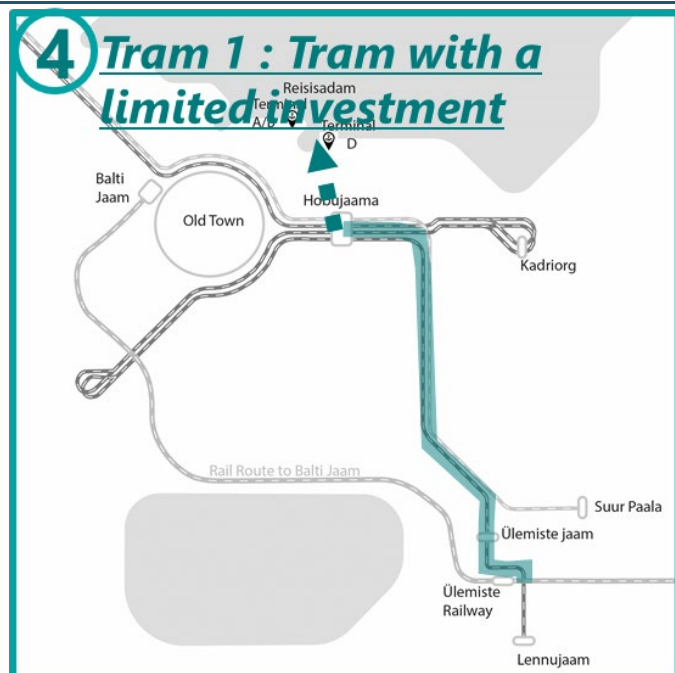 4
Tram 1 : Tram with a
limited investment
Reisisadam
Terminal
A/B
Terminal
D
Balti
Jaam
Old Town
Hobujaama
Kadriorg
Rail Route to Balti Jaam
Suur Paala
Ülemiste jaam
Ülemiste
Railway
Lennujaam